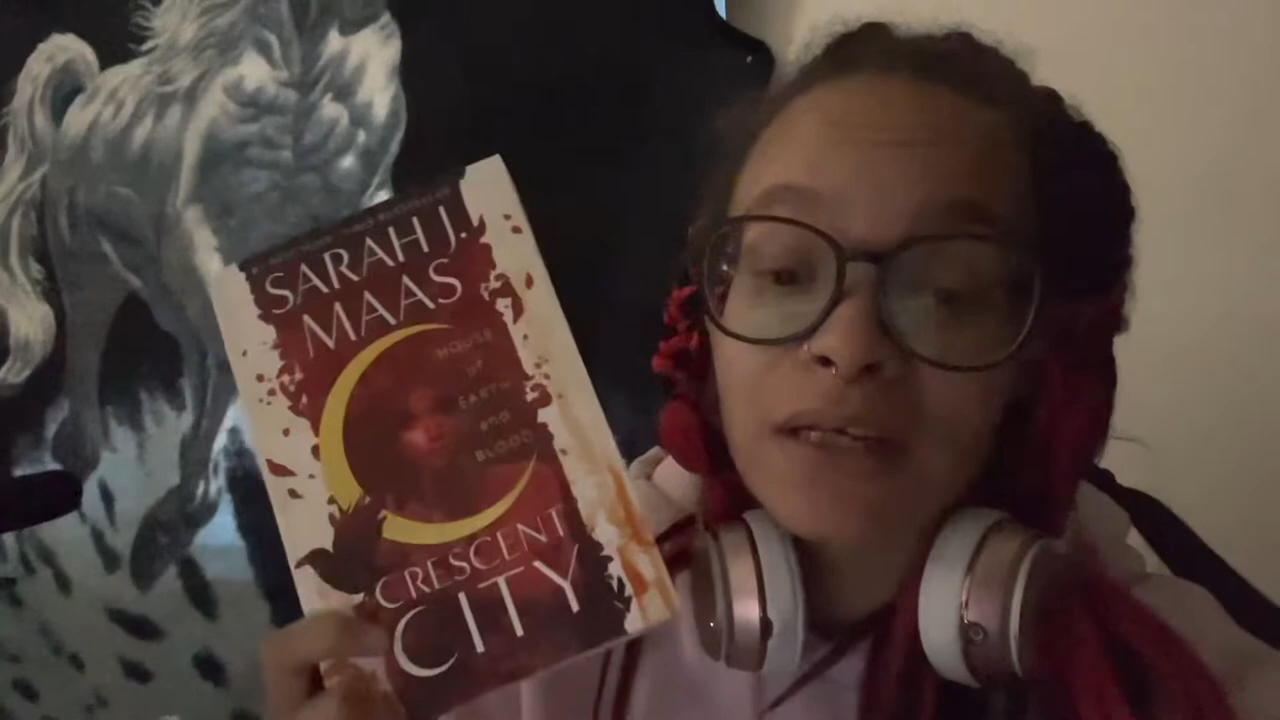 SARAH J.
MAAS
HOUSE
OF
EARTH
AND
BLOOD
CRESCENT
CITY